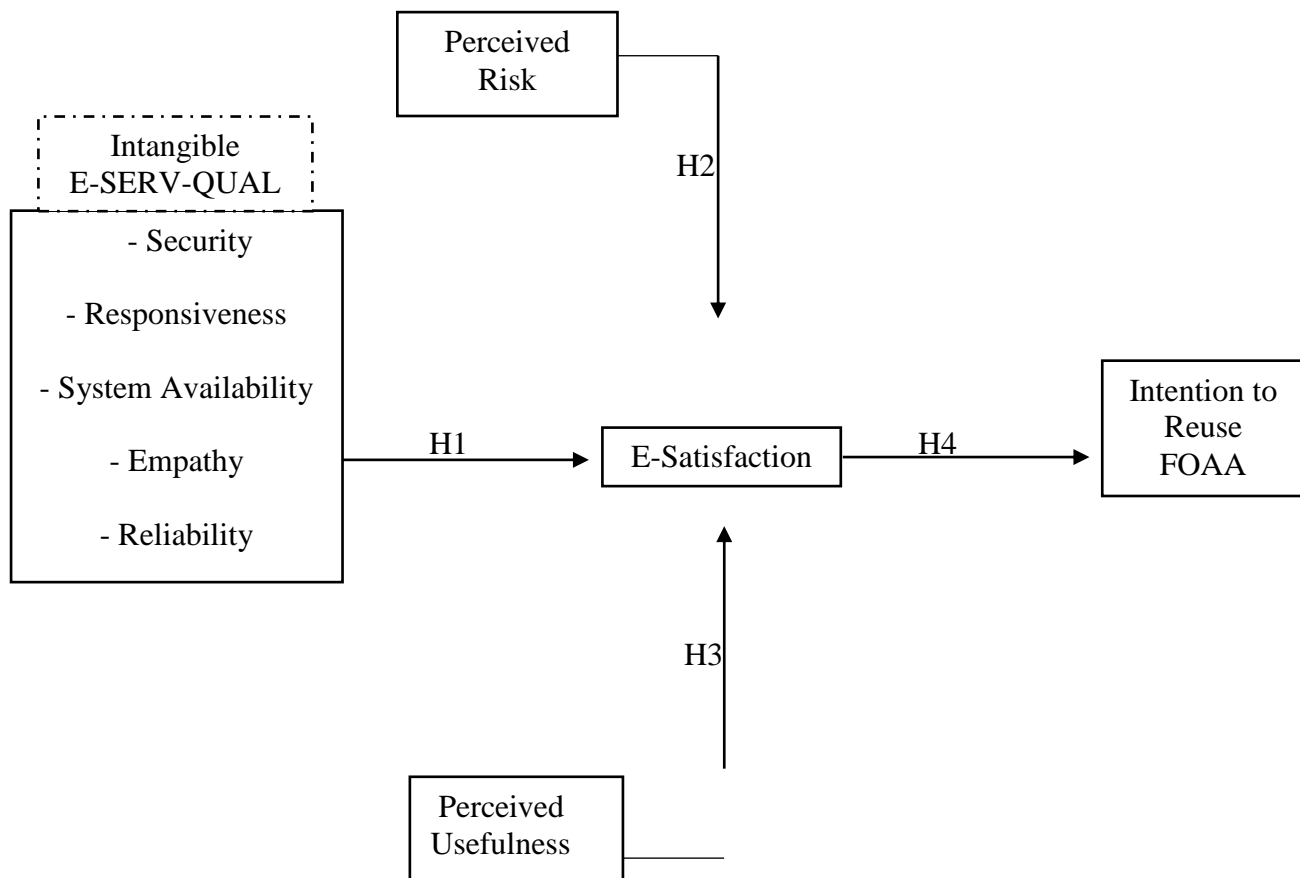 Perceived
Risk
Intangible
E-SERV-QUAL
H2
- Security
- Responsiveness
- System Availability
- Empathy
- Reliability
H1
E-Satisfaction
H4
Intention to
Reuse
FOAA
H3
Perceived
Usefulness